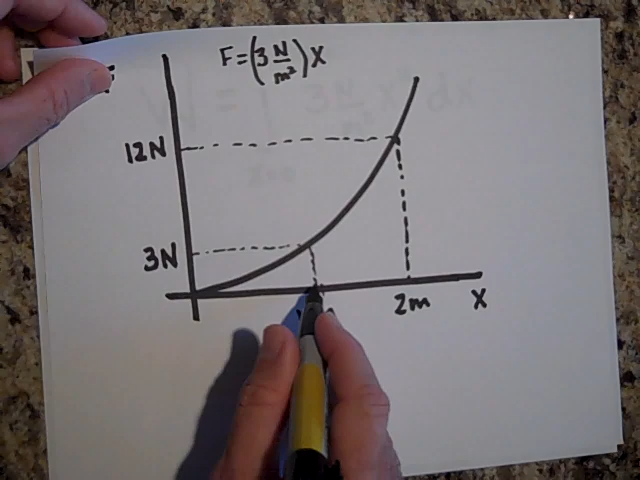 F=(3 N/m²)X
12N
3N
2m X